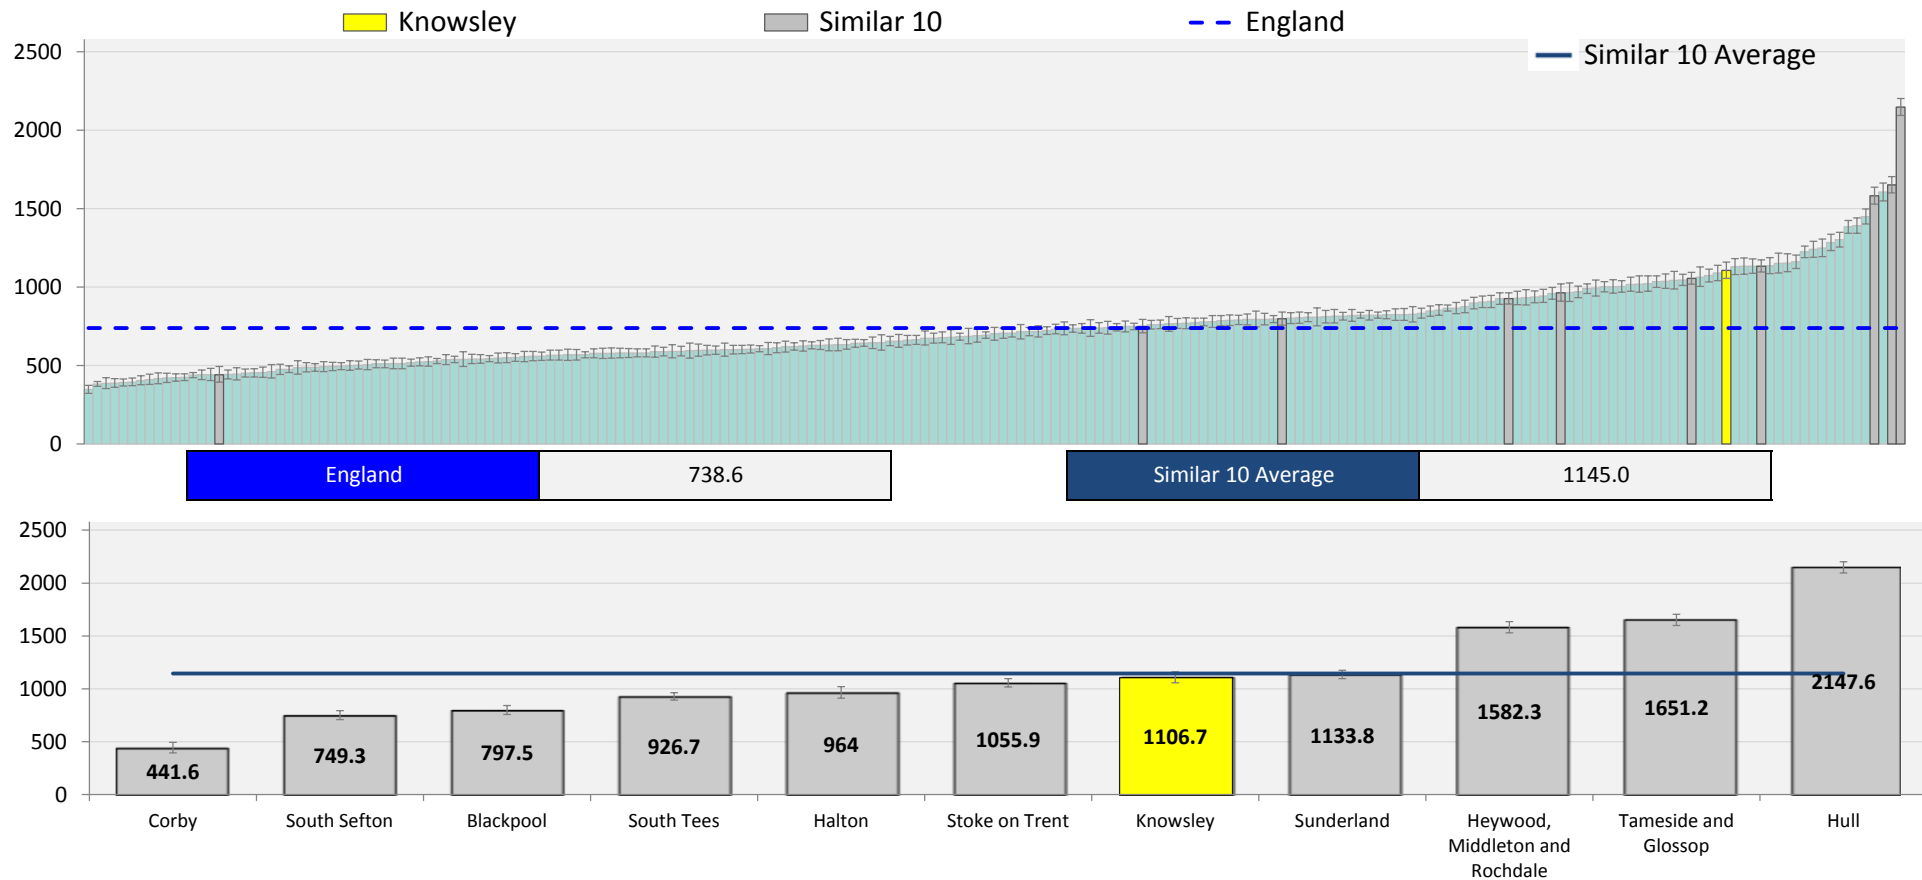 Knowsley
Similar 10
England
Similar 10 Average
2500
2000
1500
1000
500
0
England
738.6
Similar 10 Average
1145.0
2500
2000
1500
1000
500
0
441.6
749.3
797.5
926.7
964
1055.9
1106.7
1133.8
1582.3
1651.2
2147.6
Corby
South Sefton
Blackpool
South Tees
Halton
Stoke on Trent
Knowsley
Sunderland
Heywood,
Middleton and
Rochdale
Tameside and
Glossop
Hull